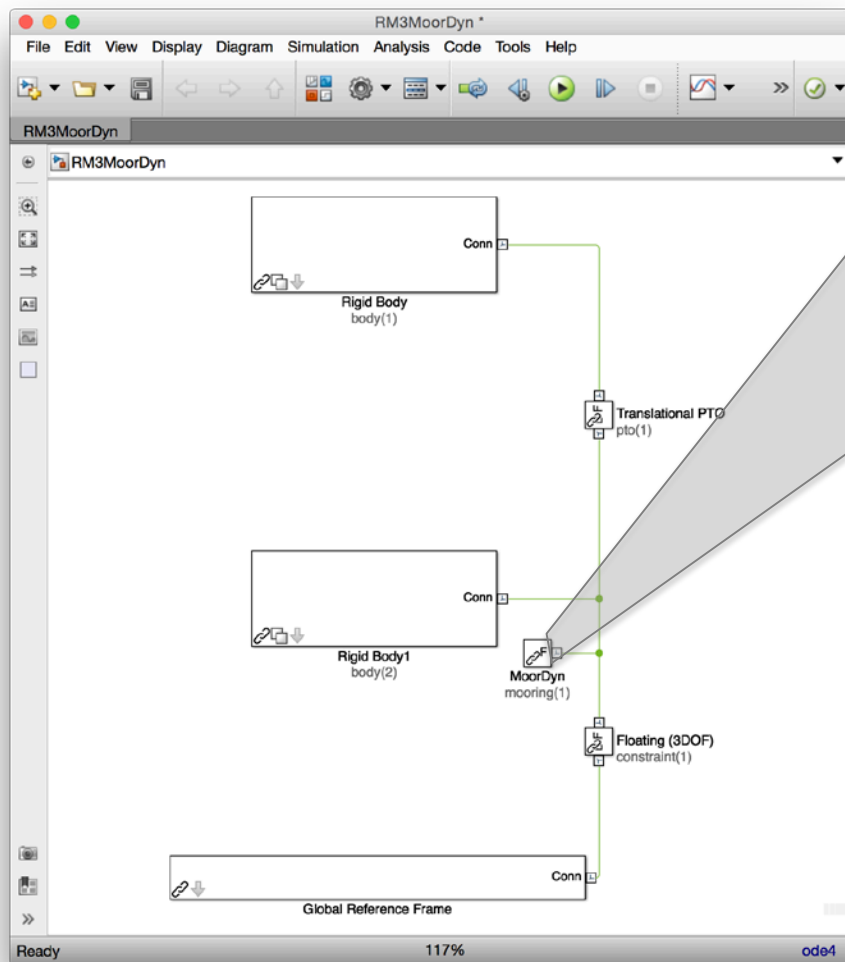 RM3MoorDyn *
File Edit View Display Diagram Simulation Analysis Code Tools Help
RM3MoorDyn
RM3MoorDyn
Conn
Rigid Body
body(1)
F
Translational PTO
pto(1)
Conn
Rigid Body1
body(2)
F
MoorDyn
mooring(1)
F
Floating (3DOF)
constraint(1)
Conn
Global Reference Frame
Ready 117% ode4